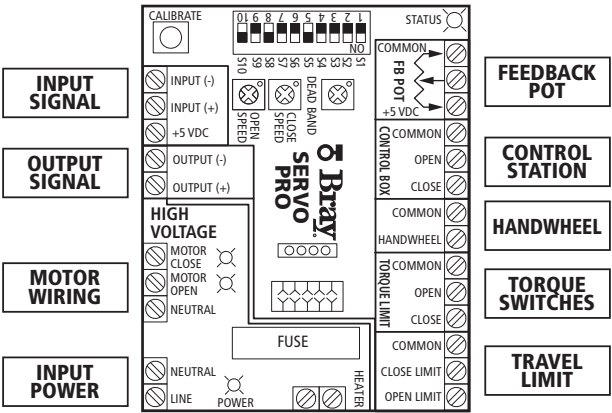 CALIBRATE
10 9 8 7 6 5 4 3 2 1
ON
S10 S9 S8 S7 S6 S5 S4 S3 S2 S1
STATUS
INPUT SIGNAL
INPUT (-)
INPUT (+)
+5 VDC
OPEN SPEED
CLOSE SPEED
DEAD BAND
COMMON
FB POT
+5 VDC
FEEDBACK POT
OUTPUT SIGNAL
OUTPUT (-)
OUTPUT (+)
Bray
SERVO PRO
CONTROL BOX
COMMON
OPEN
CLOSE
CONTROL STATION
HIGH VOLTAGE
COMMON
HANDWHEEL
HANDWHEEL
MOTOR WIRING
MOTOR CLOSE
MOTOR OPEN
NEUTRAL
TORQUE LIMIT
COMMON
OPEN
CLOSE
TORQUE SWITCHES
FUSE
INPUT POWER
NEUTRAL
LINE
POWER
HEATER
COMMON
CLOSE LIMIT
OPEN LIMIT
TRAVEL LIMIT